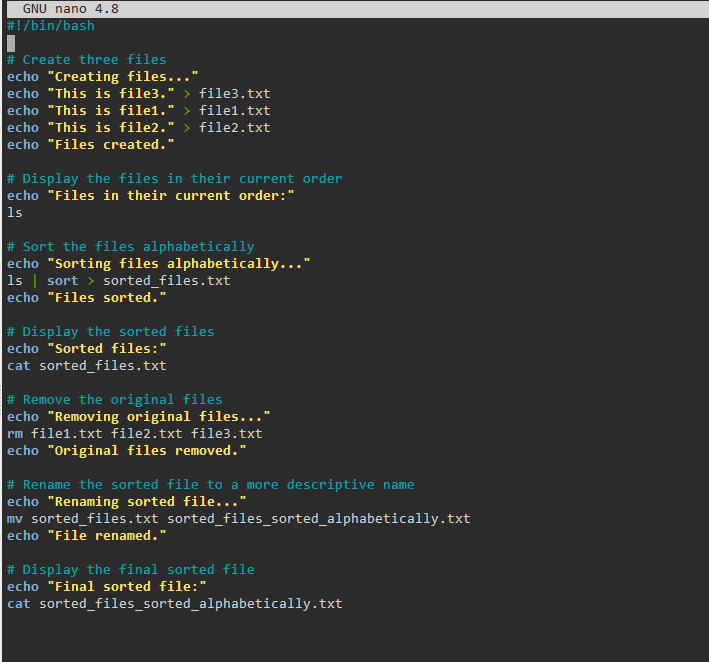 GNU nano 4.8
#!/bin/bash
# Create three files
echo "Creating files..."
echo "This is file3." > file3.txt
echo "This is file1." > file1.txt
echo "This is file2." > file2.txt
echo "Files created."
# Display the files in their current order
echo "Files in their current order:"
ls
# Sort the files alphabetically
echo "Sorting files alphabetically..."
ls | sort > sorted_files.txt
echo "Files sorted."
# Display the sorted files
echo "Sorted files:"
cat sorted_files.txt
# Remove the original files
echo "Removing original files..."
rm file1.txt file2.txt file3.txt
echo "Original files removed."
# Rename the sorted file to a more descriptive name
echo "Renaming sorted file..."
mv sorted_files.txt sorted_files_sorted_alphabetically.txt
echo "File renamed."
# Display the final sorted file
echo "Final sorted file:"
cat sorted_files_sorted_alphabetically.txt